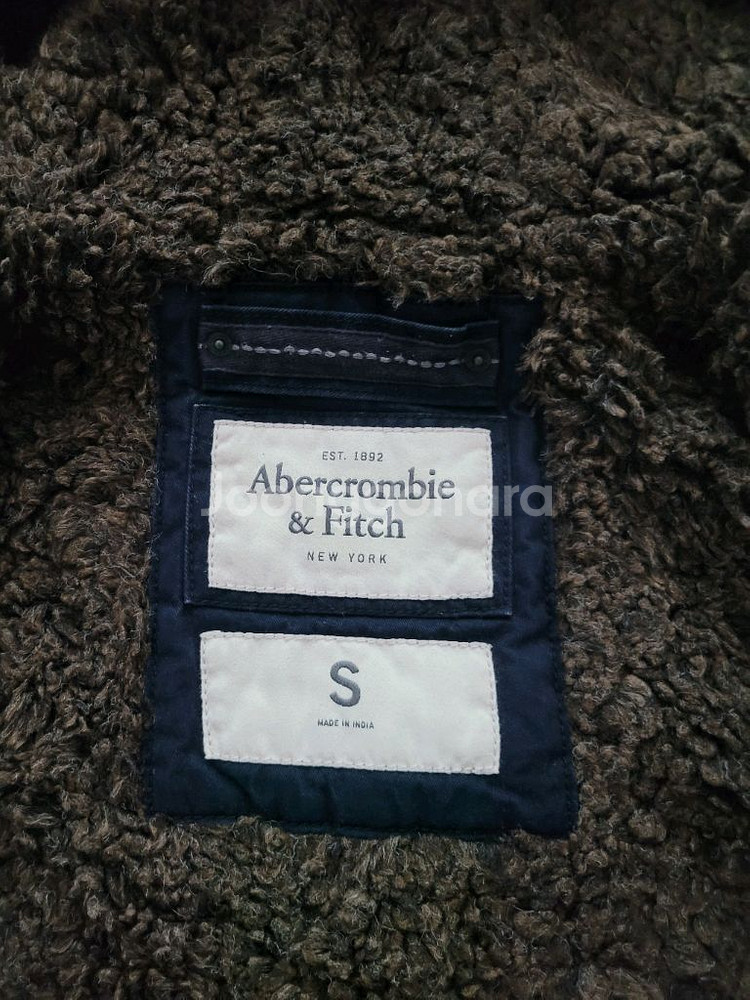 EST. 1892
Abercrombie
& Fitch
NEW YORK
S
MADE IN INDIA